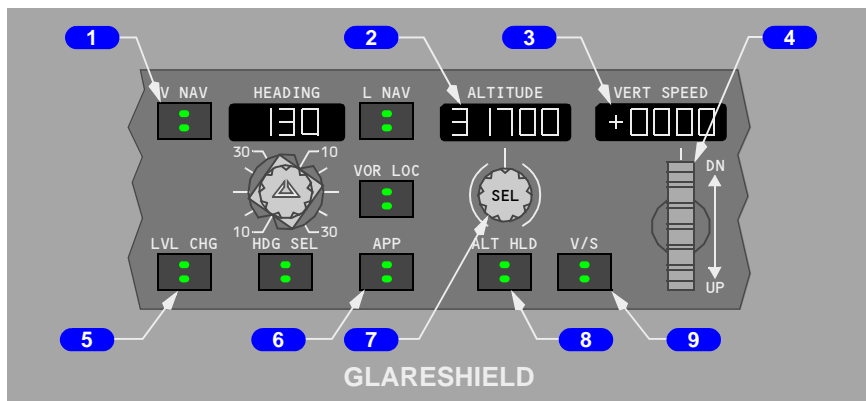 1 2 3 4
V NAV HEADING L NAV ALTITUDE VERT SPEED
130 31700 +0000
30 10 VOR LOC SEL DN
10 30
LVL CHG HDG SEL APP ALT HLD V/S UP
5 6 7 8 9
GLARESHIELD